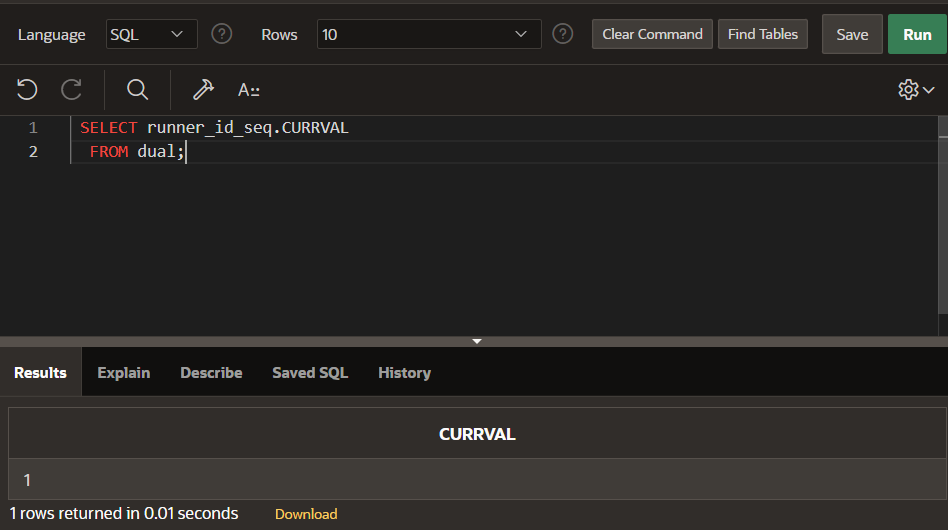 Language SQL ? Rows 10 ? Clear Command Find Tables Save Run
A::
1 SELECT runner_id_seq.CURRVAL
2 FROM dual;
Results Explain Describe Saved SQL History
CURRVAL
1
1 rows returned in 0.01 seconds Download